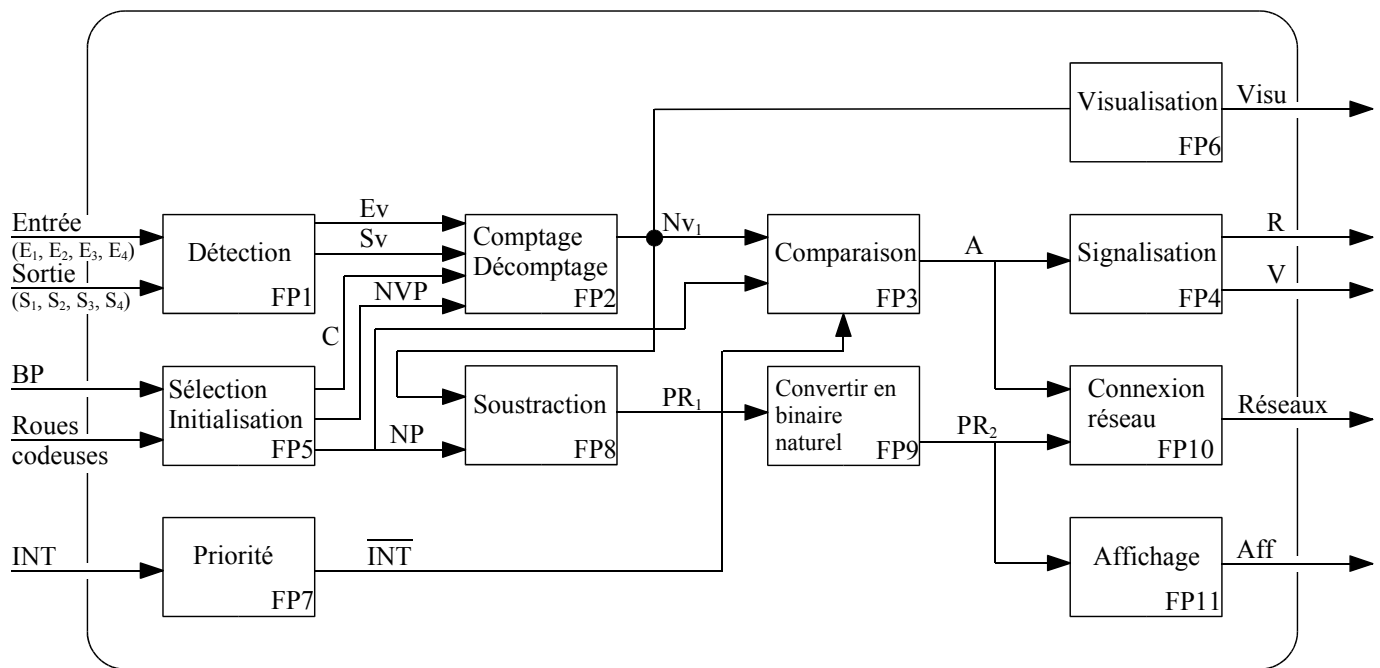 Visualisation
FP6
Visu
Entrée
(E₁, E₂, E₃, E₄)
Sortie
(S₁, S₂, S₃, S₄)
Détection
FP1
Ev
Sv
C
NVP
Comptage
Décomptage
FP2
Nv₁
Comparaison
FP3
A
Signalisation
FP4
R
V
BP
Roues
codeuses
Sélection
Initialisation
FP5
NP
Soustraction
FP8
PR₁
Convertir en
binaire
naturel
FP9
PR₂
Connexion
réseau
FP10
Réseaux
INT
Priorité
FP7
I̅N̅T̅
Affichage
FP11
Aff